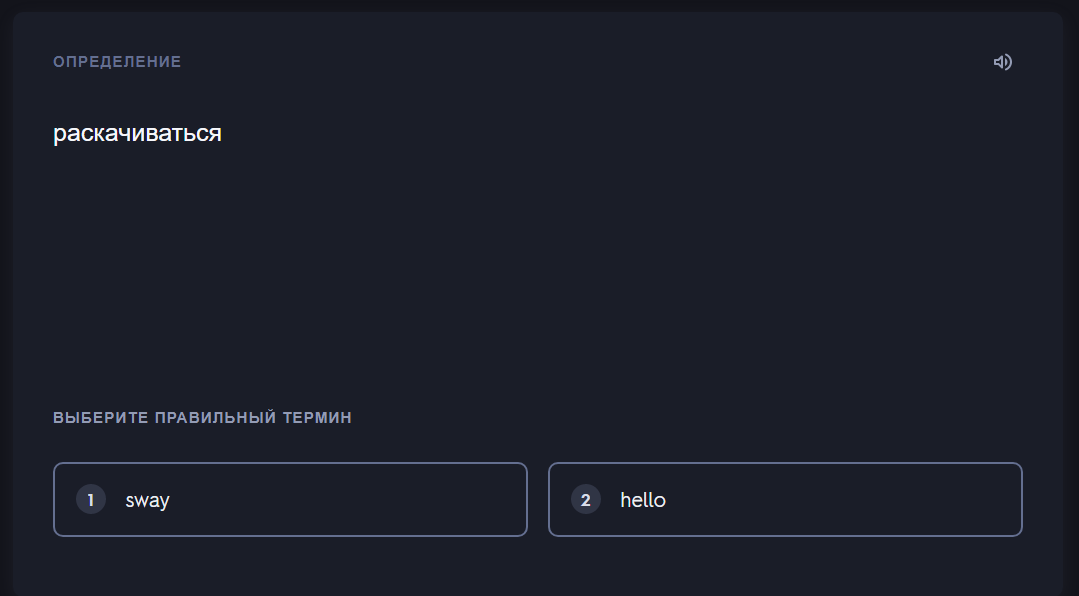 ОПРЕДЕЛЕНИЕ
раскачиваться
ВЫБЕРИТЕ ПРАВИЛЬНЫЙ ТЕРМИН
1 sway
2 hello